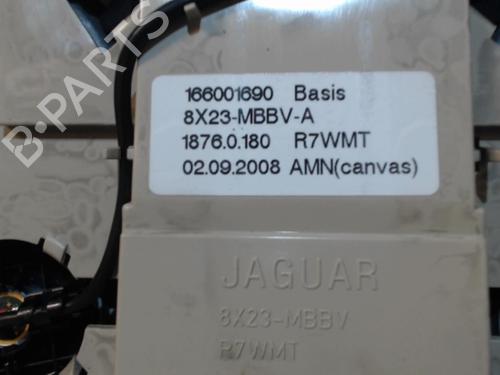 B-PARTS
166001690 Basis
8X23-MBBV-A
1876.0.180 R7WMT
02.09.2008 AMN(canvas)
JAGUAR
8X23-MBBV
R7WMT